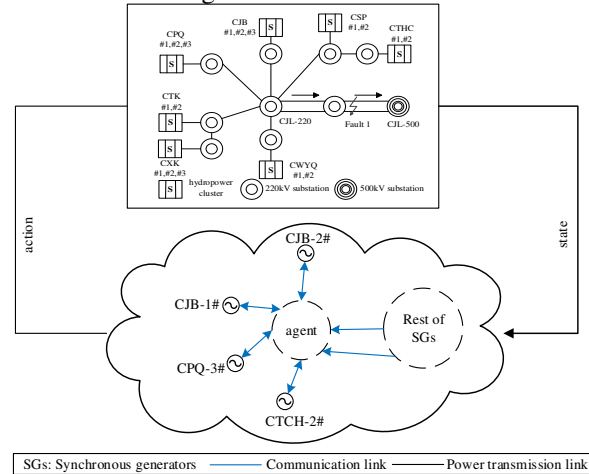 CJB
#1,#2,#3
CSP
#1,#2
CPQ
#1,#2,#3
S
S
CTHC
#1,#2
S
S
CTK
#1,#2
S
CJL-220
Fault 1
CJL-500
CXK
#1,#2,#3
S
S
CWYQ
#1,#2
S
hydropower
cluster
220kV substation
500kV substation
action
state
CJB-2#
CJB-1#
agent
Rest of
SGs
CPQ-3#
CTCH-2#
SGs: Synchronous generators
Communication link
Power transmission link